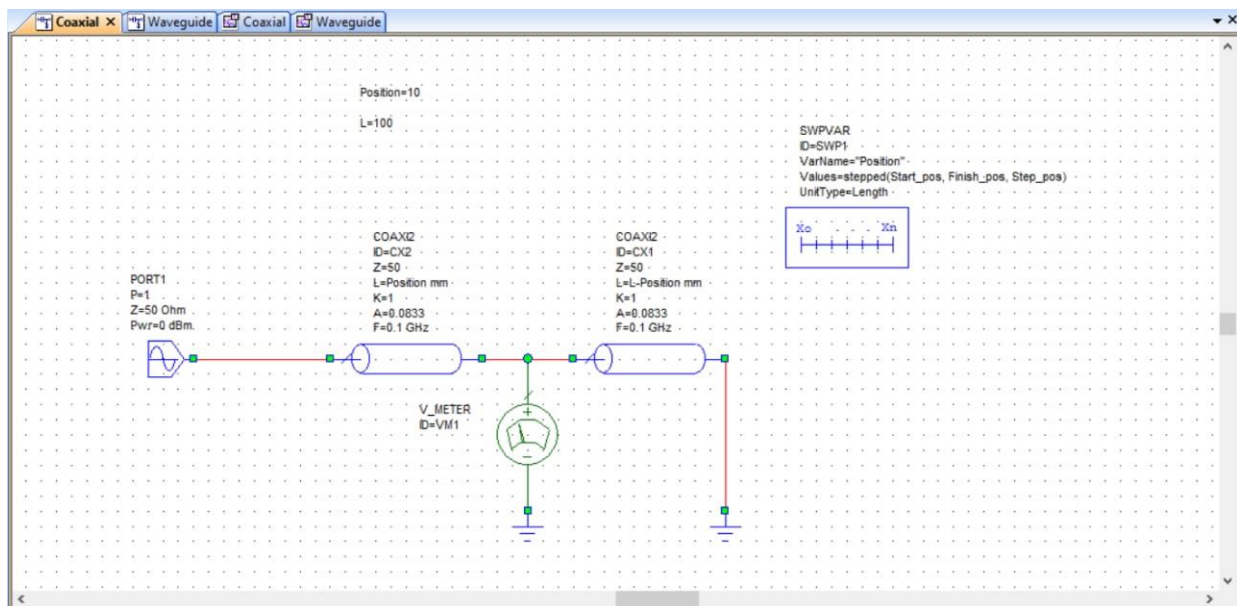 Coaxial
Waveguide
Coaxial
Waveguide
Position=10
L=100
SWPVAR
ID=SWP1
VarName="Position"
Values=stepped(Start_pos, Finish_pos, Step_pos)
UnitType=Length
Xo . . . Xn
COAXI2
ID=CX2
Z=50
L=Position mm
K=1
A=0.0833
F=0.1 GHz
COAXI2
ID=CX1
Z=50
L=L-Position mm
K=1
A=0.0833
F=0.1 GHz
PORT1
P=1
Z=50 Ohm
Pwr=0 dBm
V_METER
ID=VM1